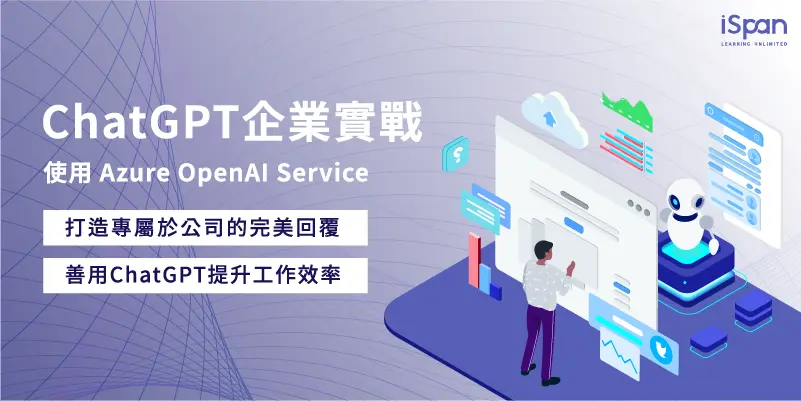 iSpan
LEARNING UNLIMITED
ChatGPT企業實戰
使用 Azure OpenAI Service
打造專屬於公司的完美回覆
善用ChatGPT提升工作效率